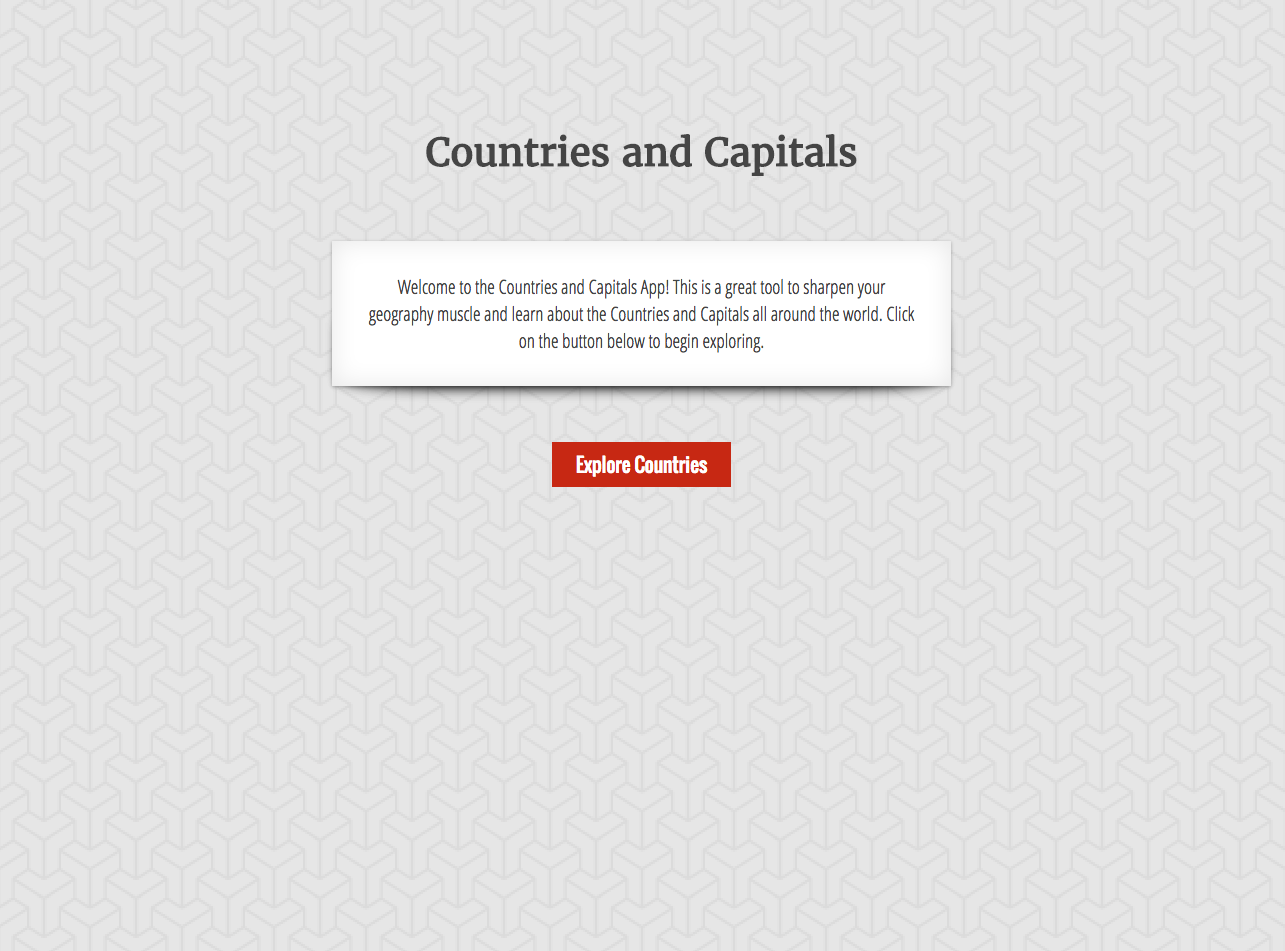 Countries and Capitals
Welcome to the Countries and Capitals App! This is a great tool to sharpen your
geography muscle and learn about the Countries and Capitals all around the world. Click
on the button below to begin exploring.
Explore Countries